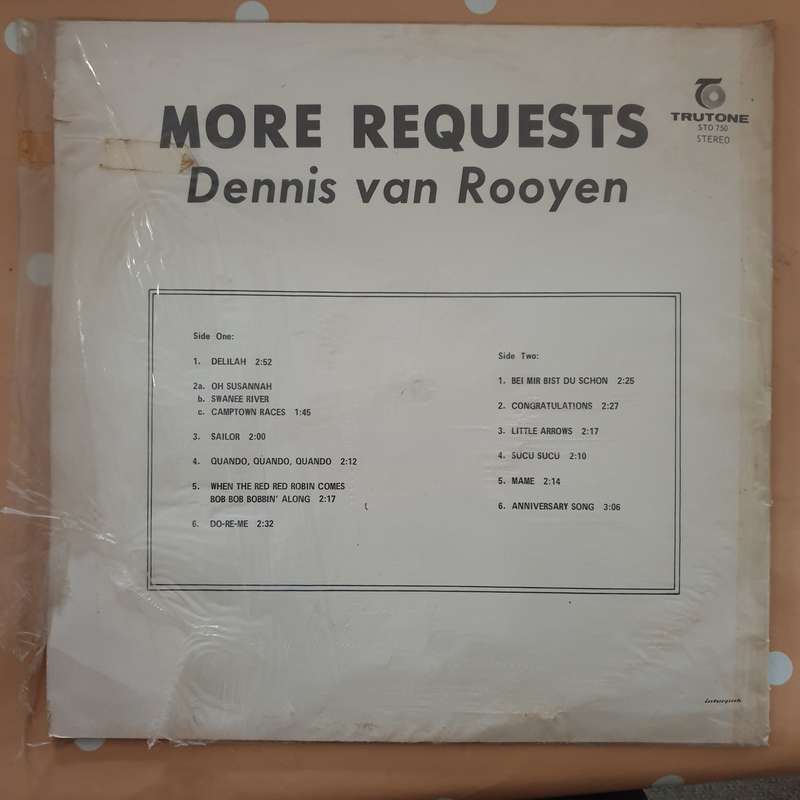 MORE REQUESTS
Dennis van Rooyen
TRUTONE
STO 750
STEREO
Side One:
1. DELILAH 2:52
2a. OH SUSANNAH
b. SWANEE RIVER
c. CAMPTOWN RACES 1:45
3. SAILOR 2:00
4. QUANDO, QUANDO, QUANDO 2:12
5. WHEN THE RED RED ROBIN COMES
BOB BOB BOBBIN' ALONG 2:17
6. DO-RE-ME 2:32
Side Two:
1. BEI MIR BIST DU SCHON 2:25
2. CONGRATULATIONS 2:27
3. LITTLE ARROWS 2:17
4. SUCU SUCU 2:10
5. MAME 2:14
6. ANNIVERSARY SONG 3:06